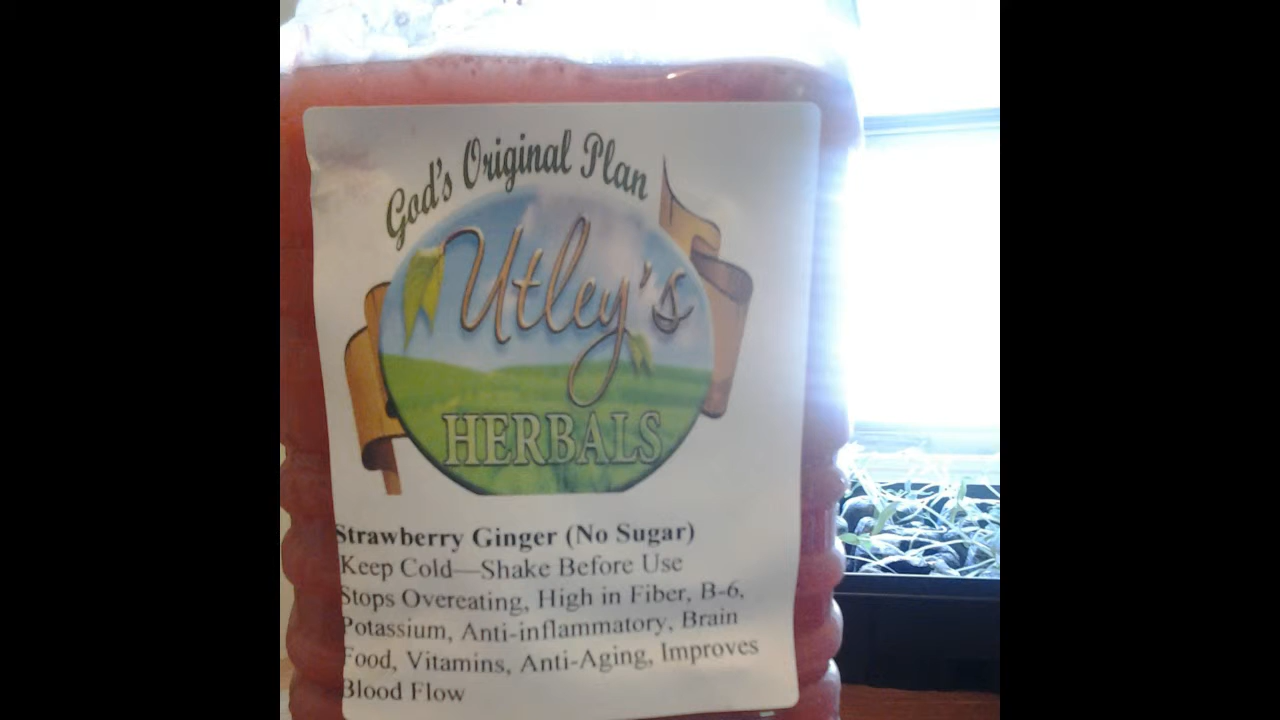 God's Original Plan
Utley's
HERBALS
Strawberry Ginger (No Sugar)
Keep Cold—Shake Before Use
Stops Overeating, High in Fiber, B-6,
Potassium, Anti-inflammatory, Brain
Food, Vitamins, Anti-Aging, Improves
Blood Flow